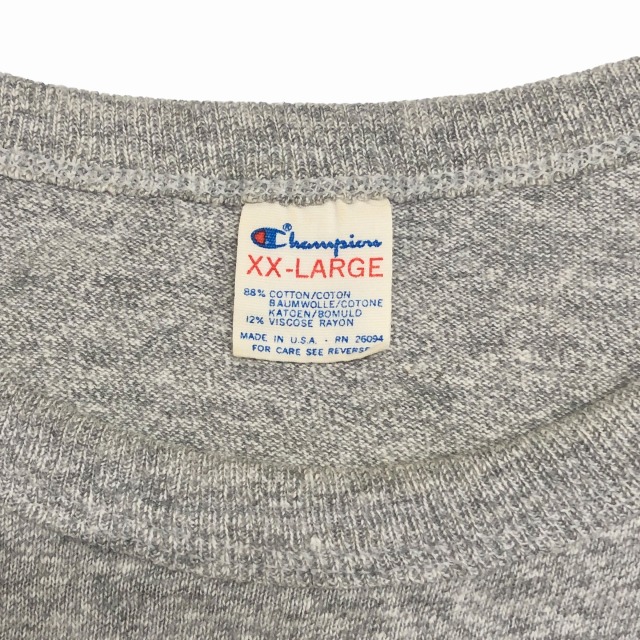 Champion®
XX-LARGE
88% COTTON/COTON
BAUMWOLLE/COTONE
KATOEN/BOMULD
12% VISCOSE RAYON
MADE IN U.S.A. - RN 26094
FOR CARE SEE REVERSE